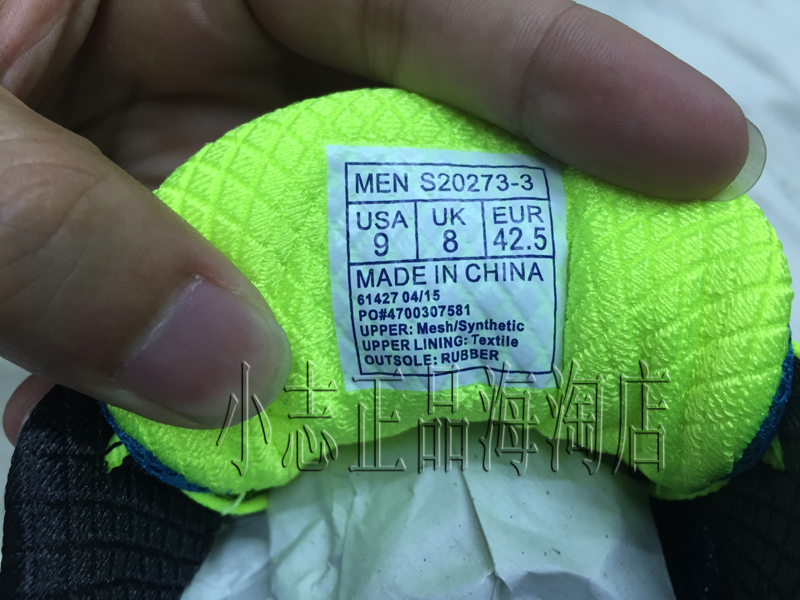 MEN S20273-3
USA UK EUR
9 8 42.5
MADE IN CHINA
61427 04/15
PO#4700307581
UPPER: Mesh/Synthetic
UPPER LINING: Textile
OUTSOLE: RUBBER
小志正品海淘店